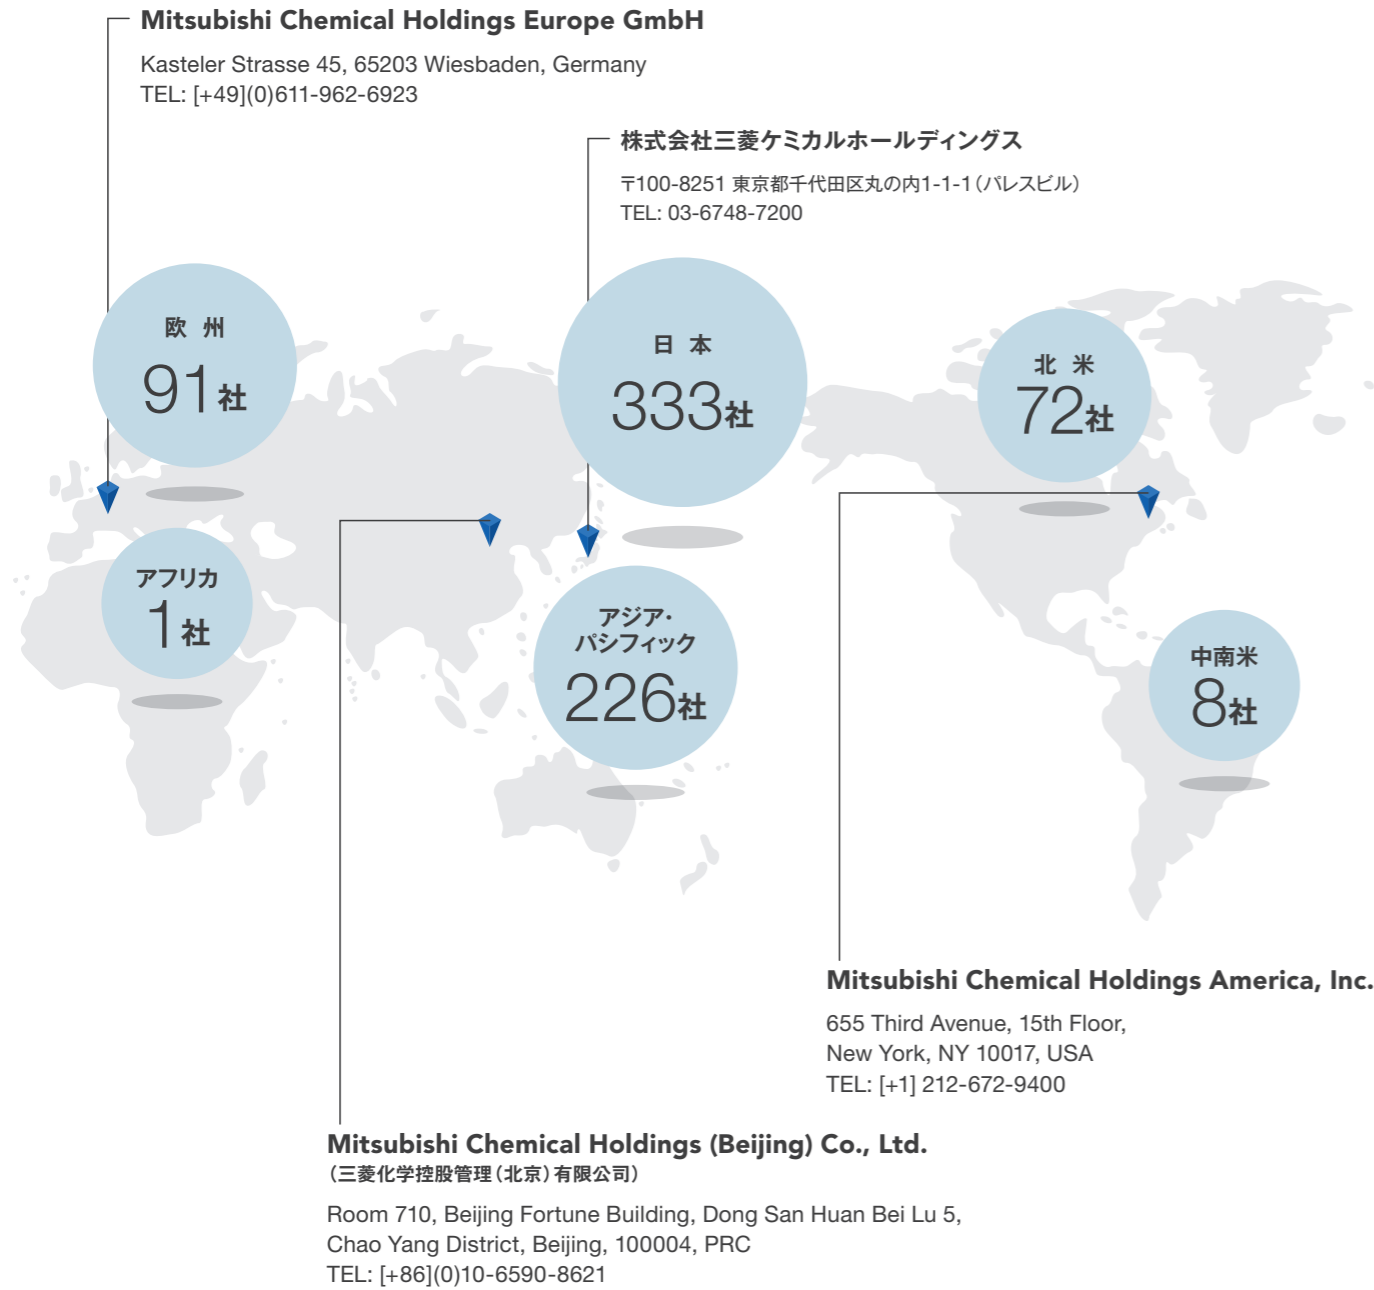 Mitsubishi Chemical Holdings Europe GmbH
Kasteler Strasse 45, 65203 Wiesbaden, Germany
TEL: [+49](0)611-962-6923
株式会社三菱ケミカルホールディングス
〒100-8251 東京都千代田区丸の内1-1-1（パレスビル）
TEL: 03-6748-7200
欧 州
91社
日 本
333社
北 米
72社
アフリカ
1社
アジア・
パシフィック
226社
中南米
8社
Mitsubishi Chemical Holdings America, Inc.
655 Third Avenue, 15th Floor,
New York, NY 10017, USA
TEL: [+1] 212-672-9400
Mitsubishi Chemical Holdings (Beijing) Co., Ltd.
（三菱化学控股管理（北京）有限公司）
Room 710, Beijing Fortune Building, Dong San Huan Bei Lu 5,
Chao Yang District, Beijing, 100004, PRC
TEL: [+86](0)10-6590-8621